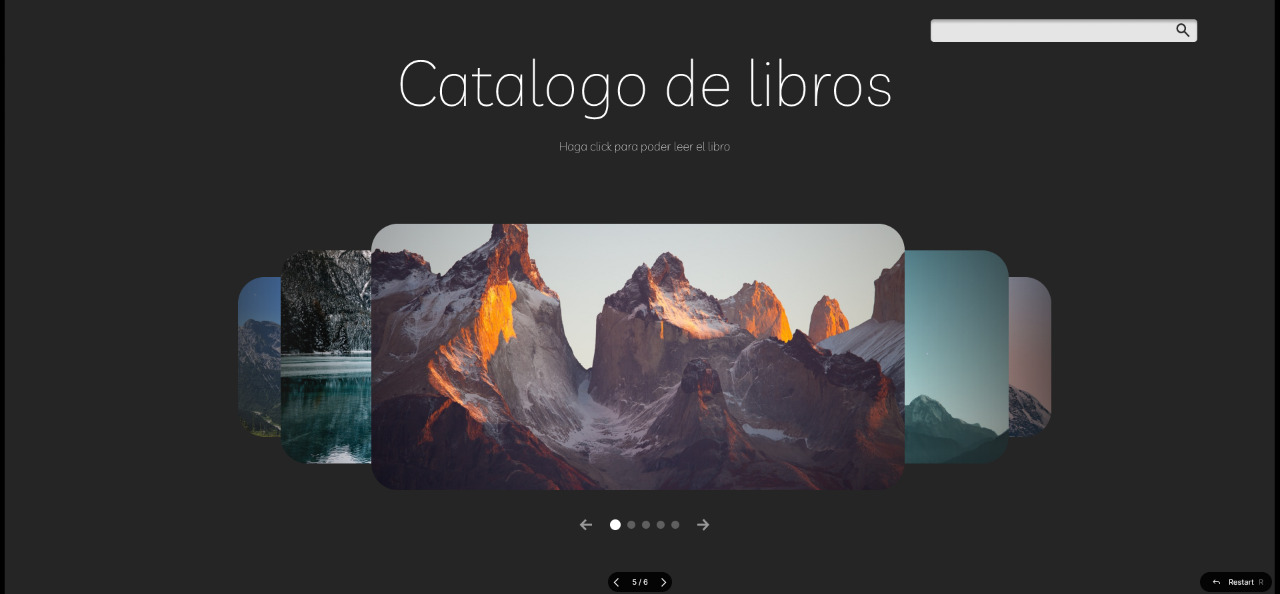 Catalogo de libros
Haga click para poder leer el libro
5 / 6
Restart R